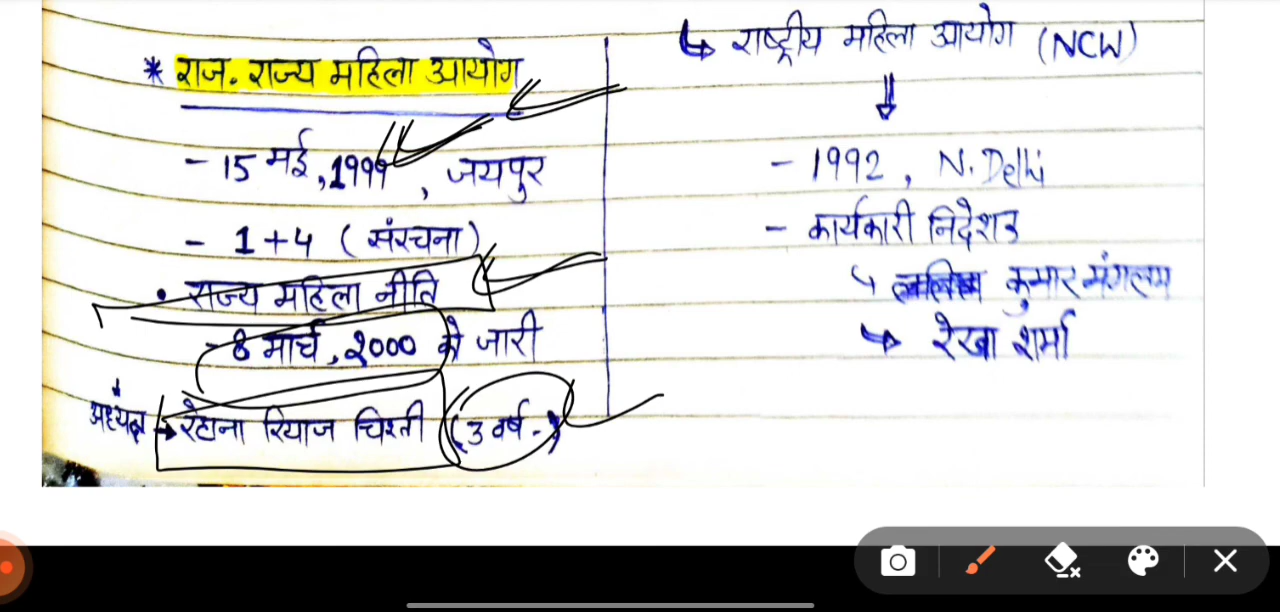 * राज. राज्य महिला आयोग
- 15 मई, 1999, जयपुर
- 1+4 (संरचना)
• राज्य महिला नीति
- 8 मार्च, 2000 को जारी
अध्यक्ष → रेहाना रियाज चिश्ती (3 वर्ष-)
↳ राष्ट्रीय महिला आयोग (NCW)
⇓
- 1992, N. Delhi
- कार्यकारी निदेशक
↳ कुमार मंगलम
↳ रेखा शर्मा